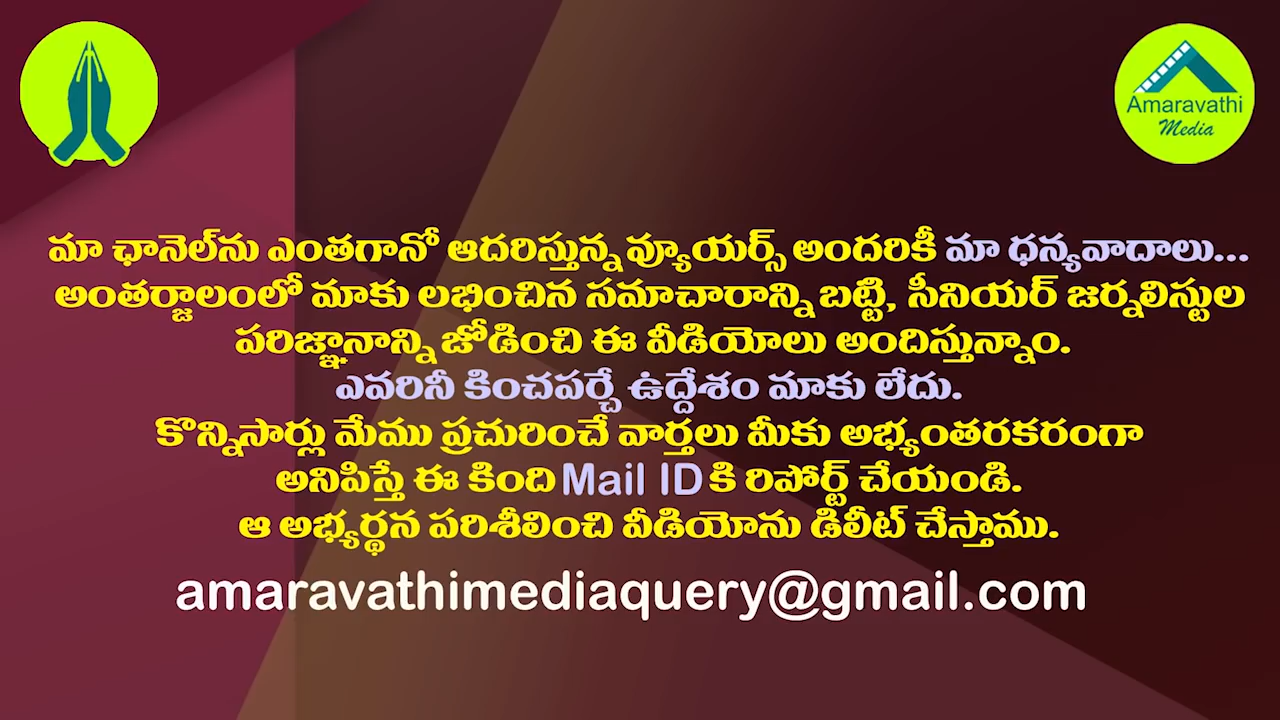 Amaravathi
Media
మా ఛానెల్‌ను ఎంతగానో ఆదరిస్తున్న వ్యూయర్స్ అందరికీ మా ధన్యవాదాలు...
అంతర్జాలంలో మాకు లభించిన సమాచారాన్ని బట్టి, సీనియర్ జర్నలిస్టుల
పరిజ్ఞానాన్ని జోడించి ఈ వీడియోలు అందిస్తున్నాం.
ఎవరినీ కించపర్చే ఉద్దేశం మాకు లేదు.
కొన్నిసార్లు మేము ప్రచురించే వార్తలు మీకు అభ్యంతరకరంగా
అనిపిస్తే ఈ కింది Mail ID కి రిపోర్ట్ చేయండి.
ఆ అభ్యర్థన పరిశీలించి వీడియోను డిలీట్ చేస్తాము.
amaravathimediaquery@gmail.com